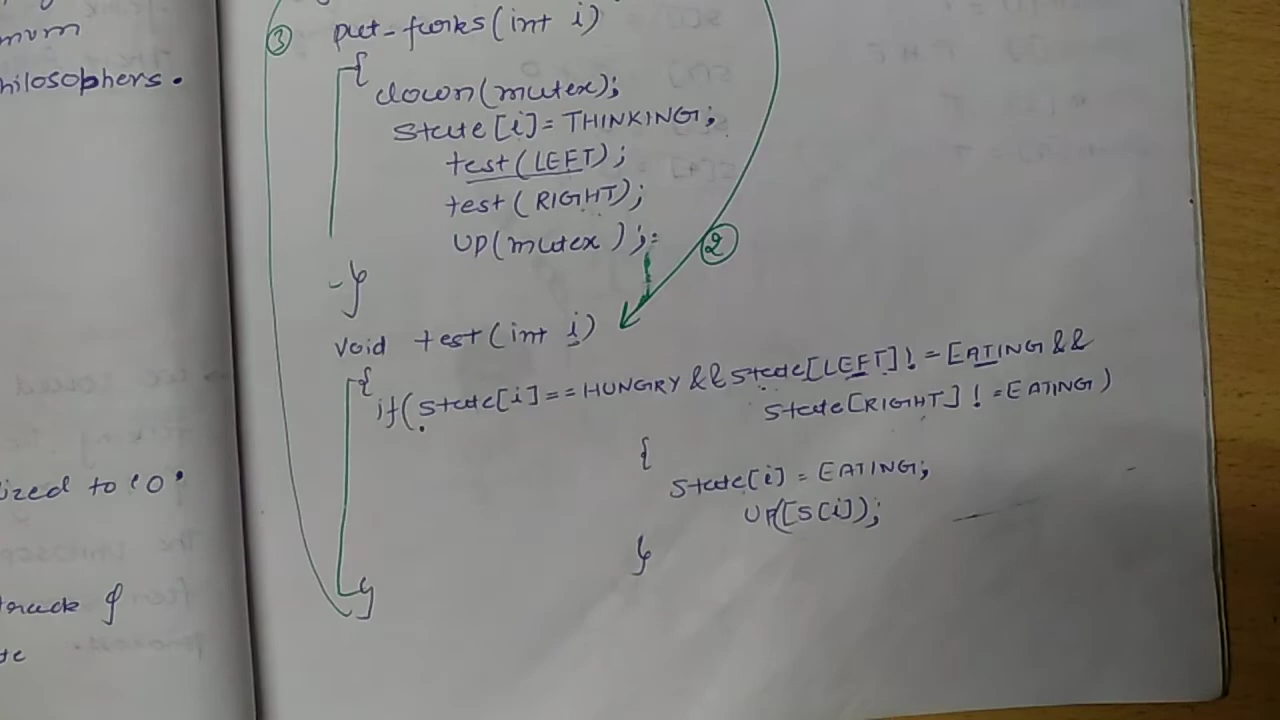 mum
hilosophers.
ized to '0'
track of
te
③ put-forks(int i)
{
down(mutex);
State[i]= THINKING;
test(LEFT);
test(RIGHT);
UP(mutex);
}
②
void test(int i)
{
if(State[i]==HUNGRY && State[LEFT]!=EATING &&
State[RIGHT]!=EATING)
{
State[i] = EATING;
UP([S[i]);
}
}